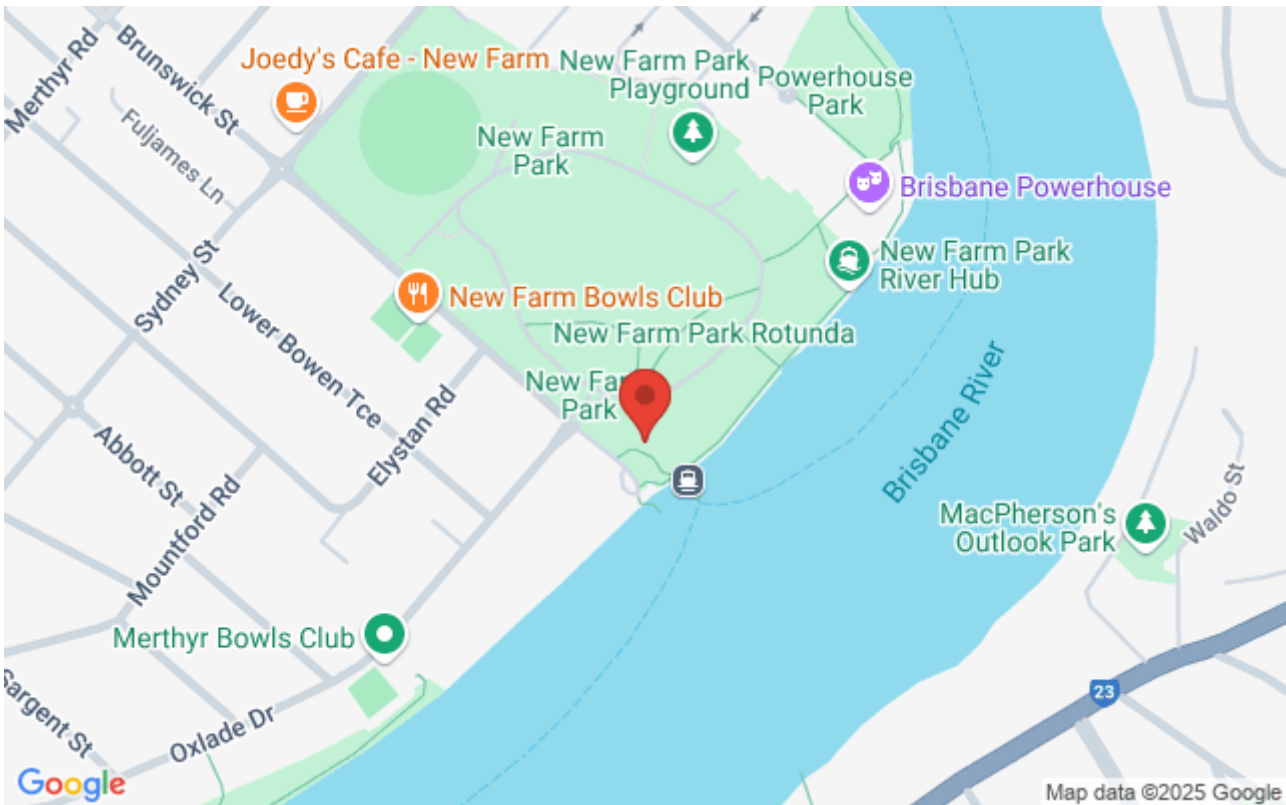 Merthyr Rd
Brunswick St
Joedy's Cafe - New Farm
New Farm Park
Playground
Powerhouse
Park
Fuljames Ln
New Farm
Park
Brisbane Powerhouse
Sydney St
New Farm Park
River Hub
Lower Bowen Tce
New Farm Bowls Club
New Farm Park Rotunda
New Fa
Park
Elystan Rd
Brisbane River
Abbott St
Mountford Rd
MacPherson's
Outlook Park
Waldo St
Merthyr Bowls Club
Sargent St
Oxlade Dr
23
Google
Map data ©2025 Google